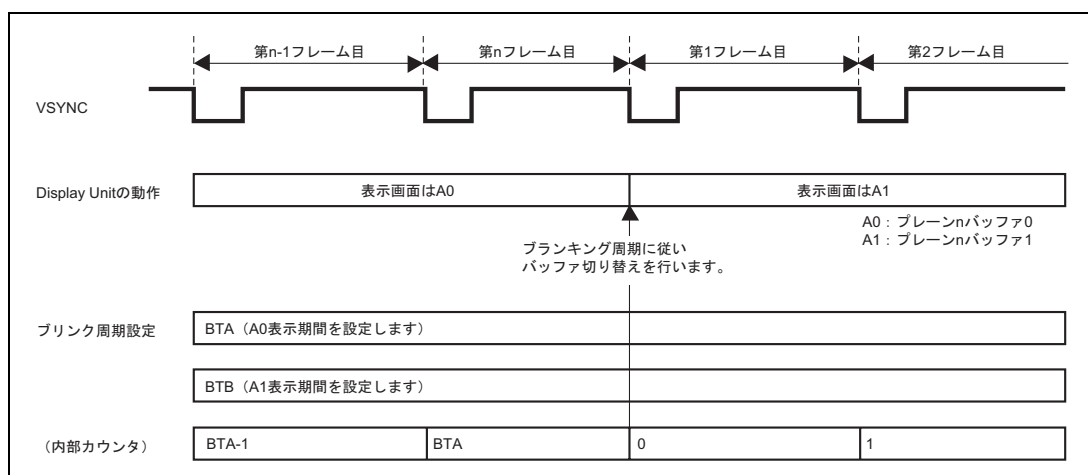 第n-1フレーム目 第nフレーム目 第1フレーム目 第2フレーム目
VSYNC
Display Unitの動作 表示画面はA0 表示画面はA1
A0：プレーンnバッファ0
A1：プレーンnバッファ1
ブランキング周期に従い
バッファ切り替えを行います。
ブリンク周期設定 BTA（A0表示期間を設定します）
BTB（A1表示期間を設定します）
（内部カウンタ） BTA-1 BTA 0 1